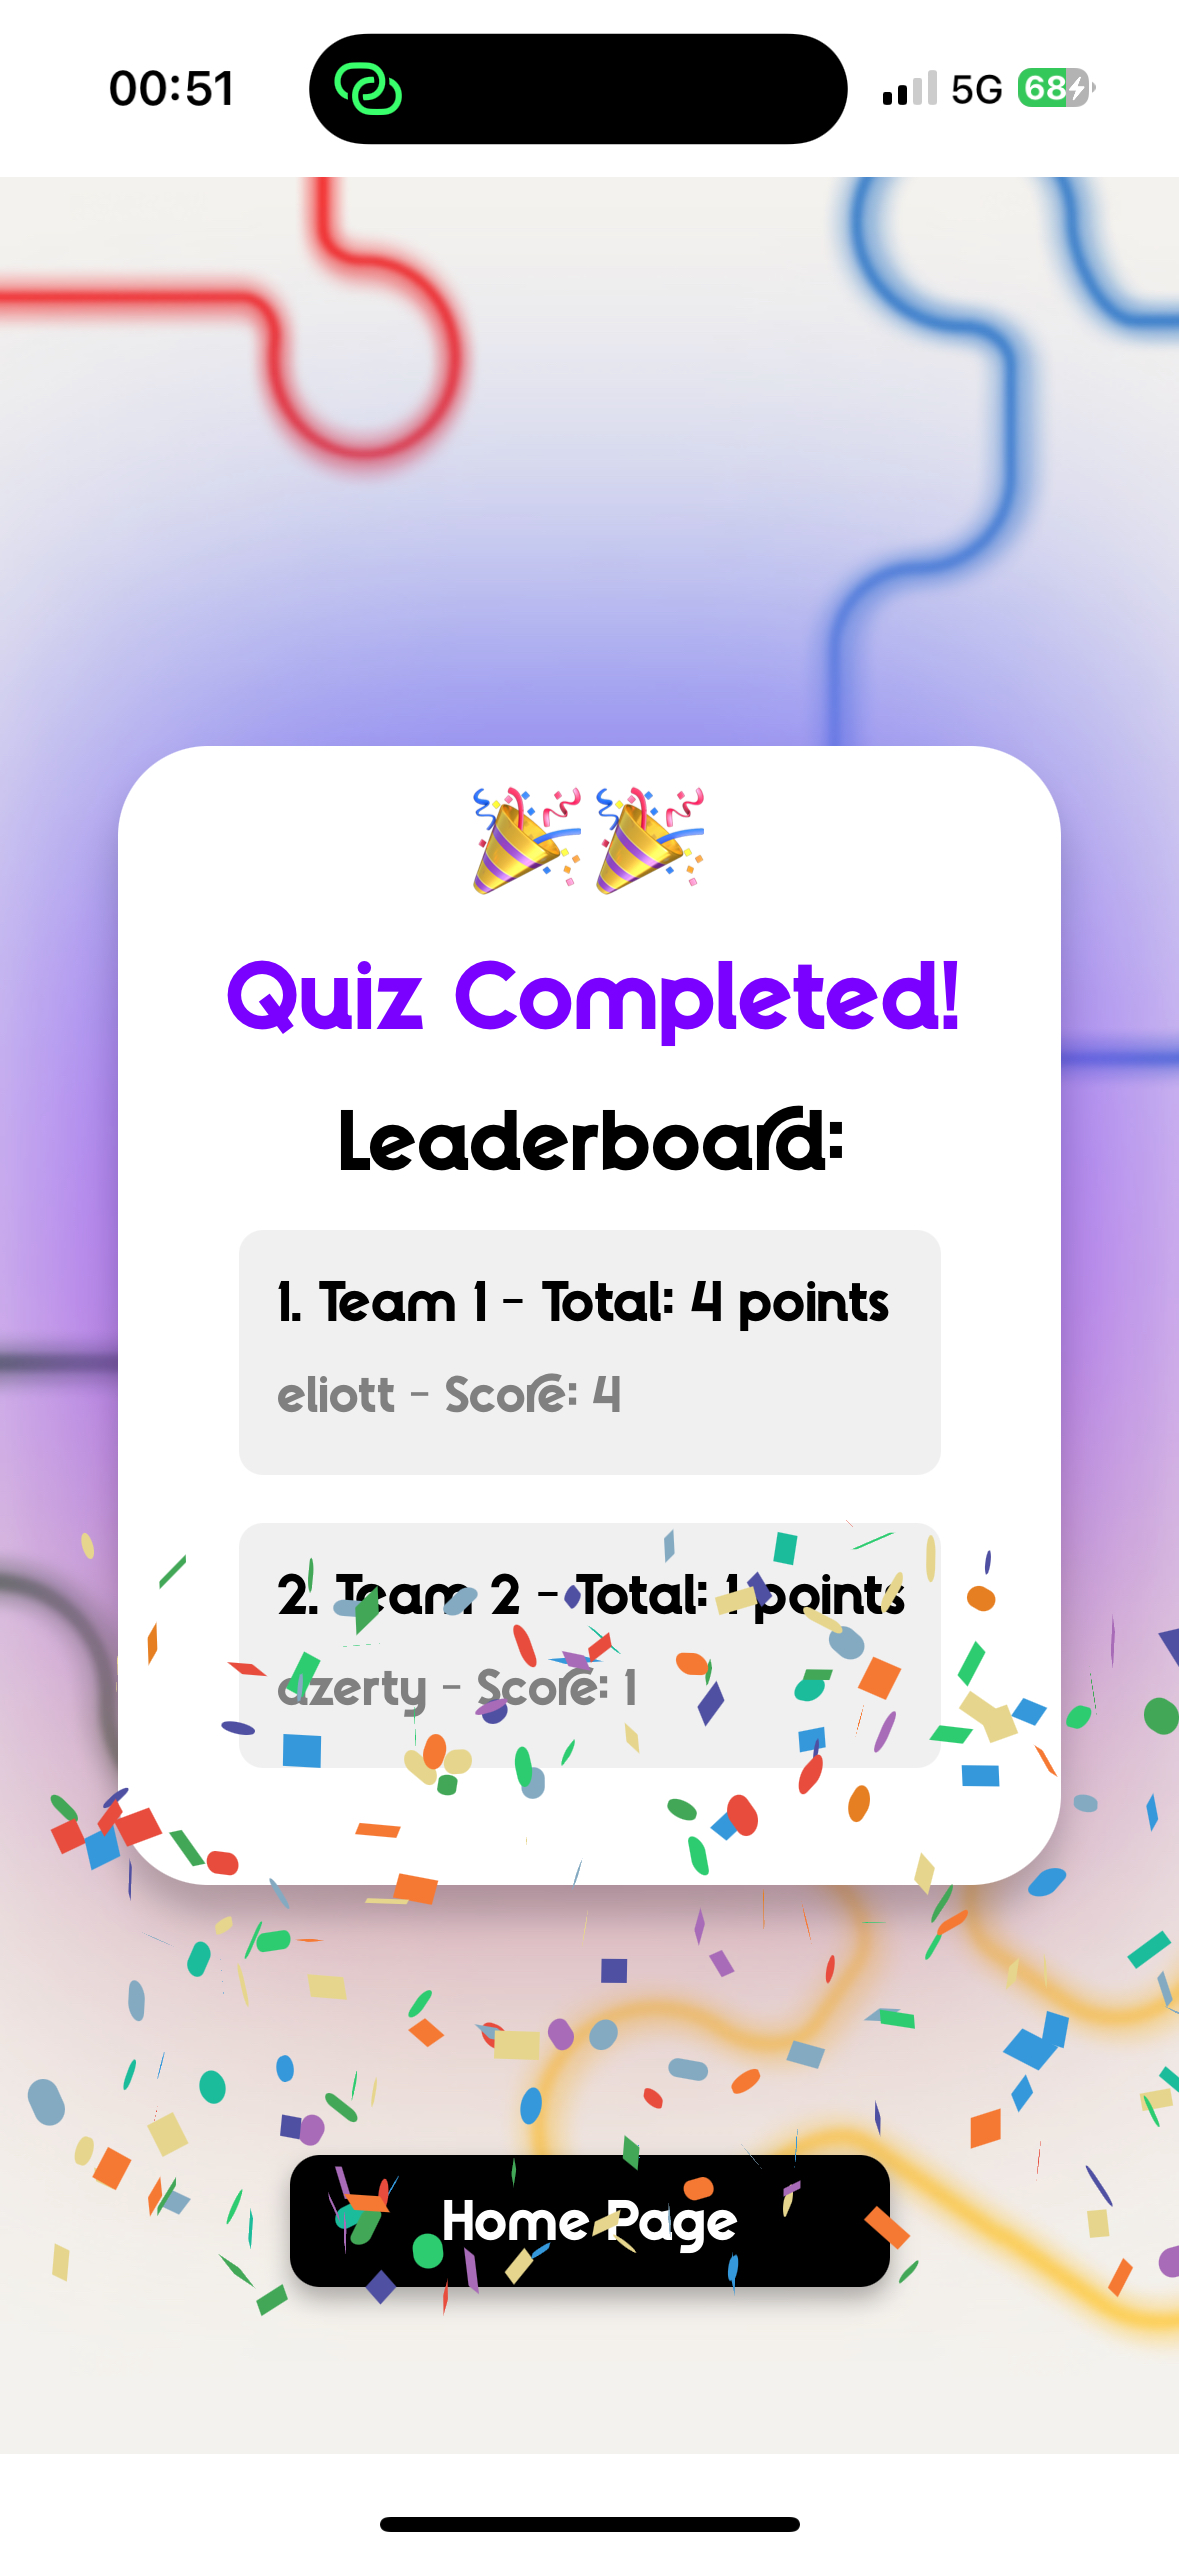 00:51 5G 68
Quiz Completed!
Leaderboard:
1. Team 1 - Total: 4 points
eliott - Score: 4
2. Team 2 - Total: 1 points
azerty - Score: 1
Home Page